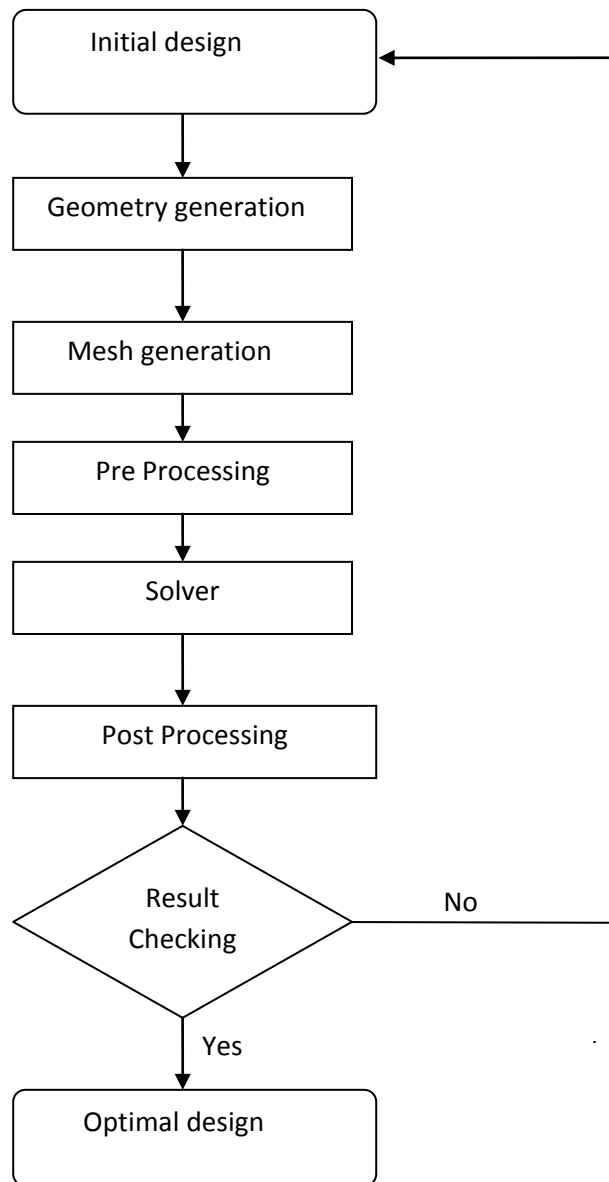 Initial design
Geometry generation
Mesh generation
Pre Processing
Solver
Post Processing
Result
Checking
No
Yes
Optimal design